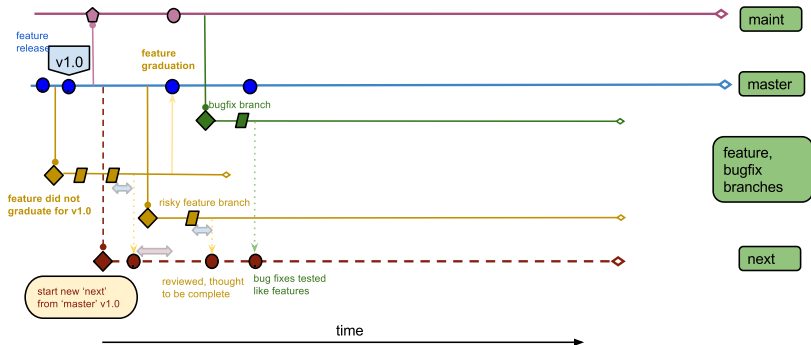 maint
feature
release
v1.0
feature
graduation
master
bugfix branch
feature,
bugfix
branches
feature did not
graduate for v1.0
risky feature branch
next
start new ‘next’
from ‘master’ v1.0
reviewed, thought
to be complete
bug fixes tested
like features
time